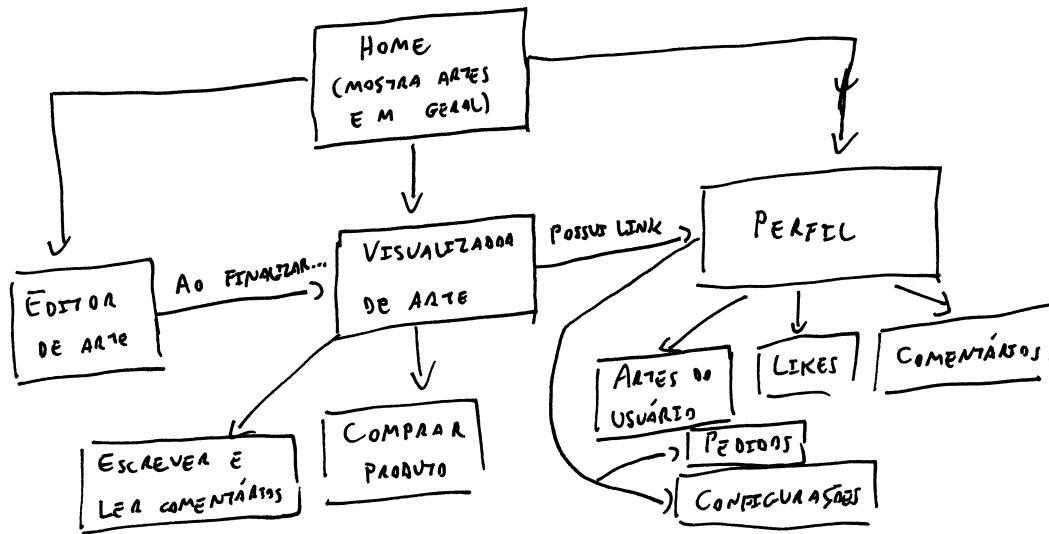 HOME
(MOSTRA ARTES
EM GERAL)
EDITOR
DE ARTE
AO FINALIZAR...
VISUALIZADOR
DE ARTE
POSSUI LINK
PERFIL
ESCREVER E
LER COMENTÁRIOS
COMPRAR
PRODUTO
ARTES DO
USUÁRIO
LIKES
COMENTÁRIOS
PEDIDOS
CONFIGURAÇÕES